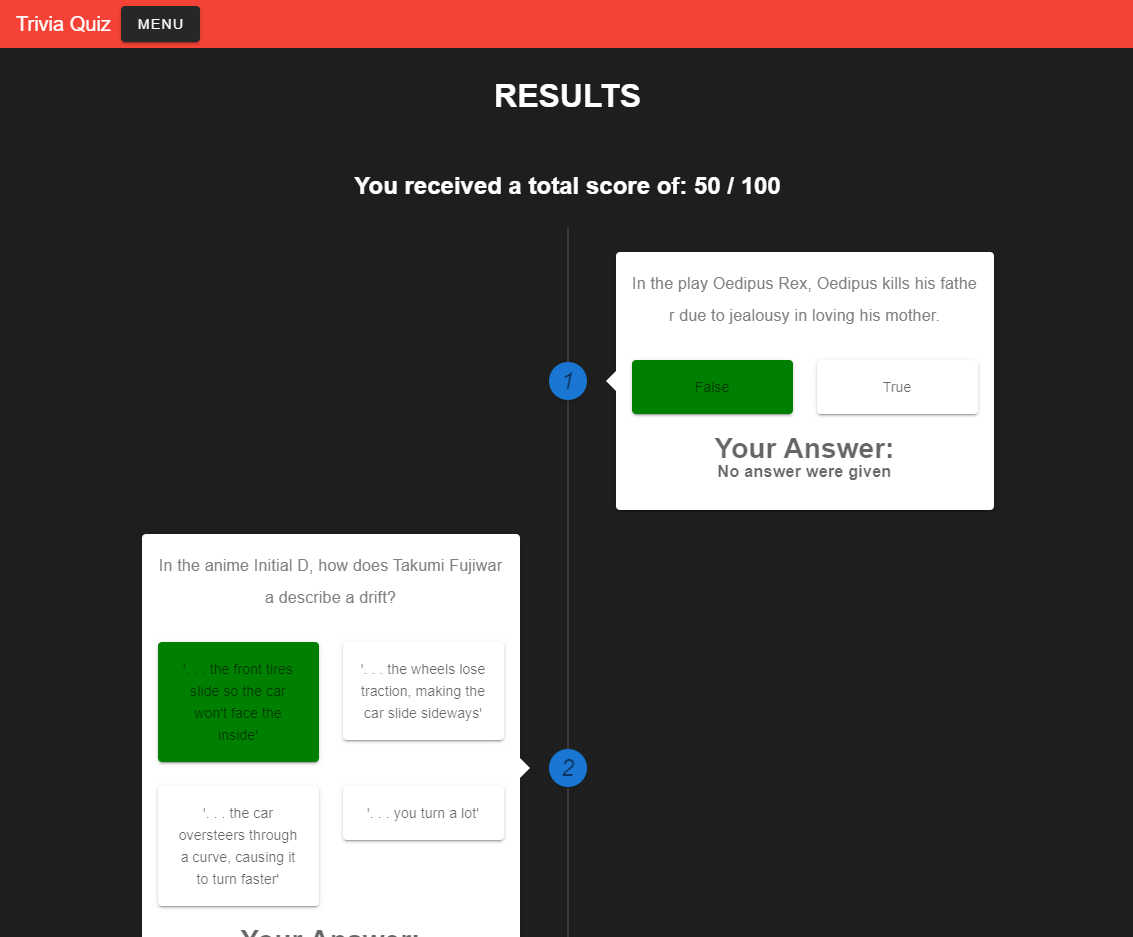 Trivia Quiz MENU
RESULTS
You received a total score of: 50 / 100
In the play Oedipus Rex, Oedipus kills his fathe
r due to jealousy in loving his mother.
1
False
True
Your Answer:
No answer were given
In the anime Initial D, how does Takumi Fujiwar
a describe a drift?
'. . . the front tires
slide so the car
won't face the
inside'
'. . . the wheels lose
traction, making the
car slide sideways'
2
'. . . the car
oversteers through
a curve, causing it
to turn faster'
'. . . you turn a lot'
Your Answer: